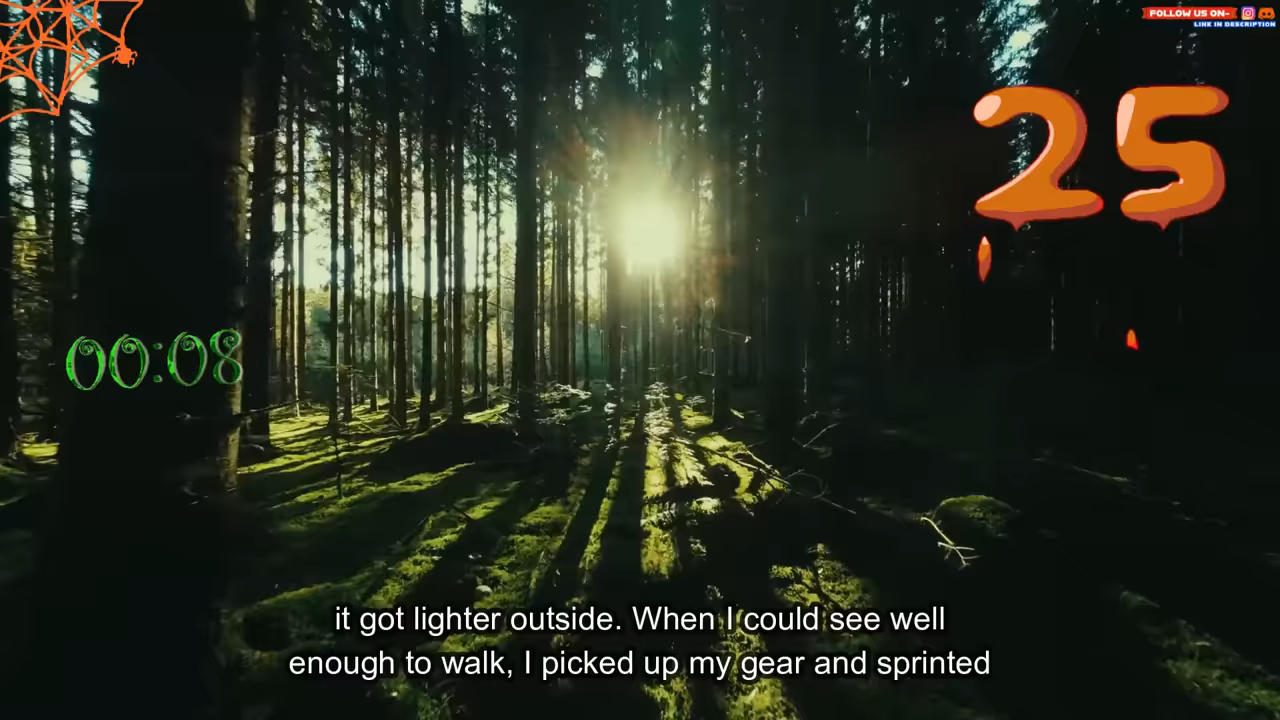 FOLLOW US ON-
LINK IN DESCRIPTION
25
00:08
it got lighter outside. When I could see well
enough to walk, I picked up my gear and sprinted